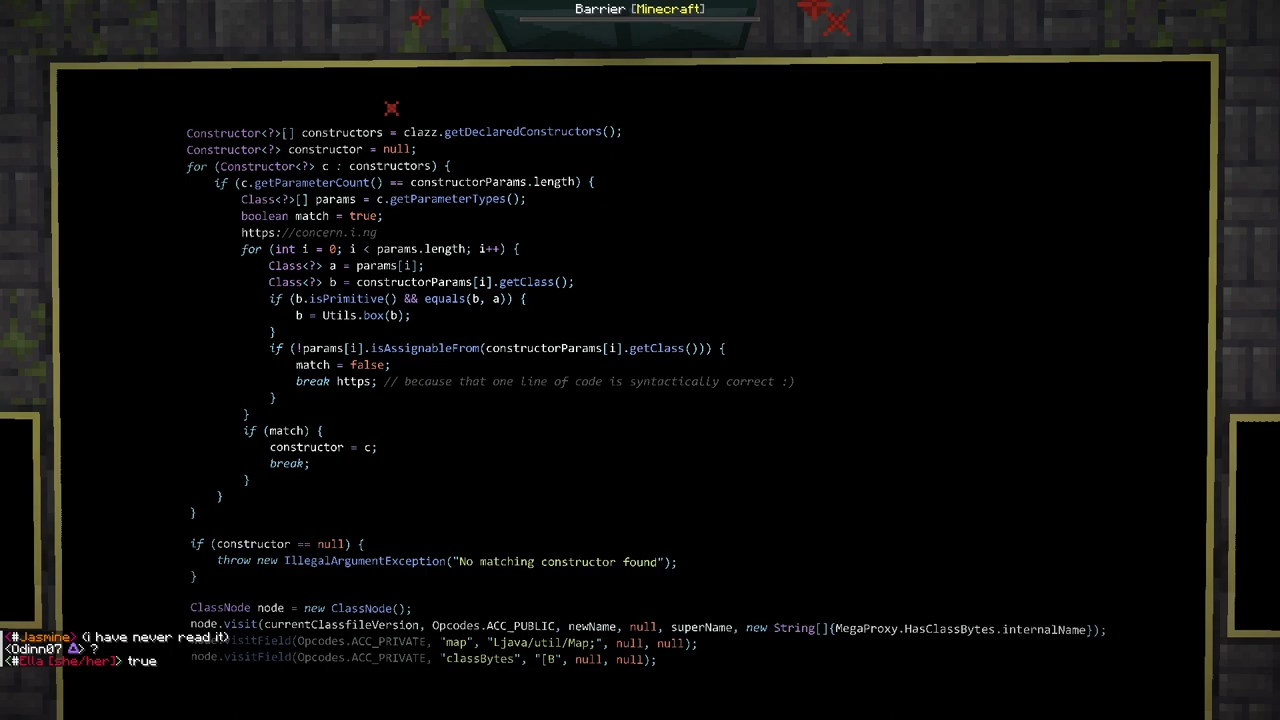 Barrier [Minecraft]
Constructor<?>[] constructors = clazz.getDeclaredConstructors();
Constructor<?> constructor = null;
for (Constructor<?> c : constructors) {
if (c.getParameterCount() == constructorParams.length) {
Class<?>[] params = c.getParameterTypes();
boolean match = true;
https://concern.i.ng
for (int i = 0; i < params.length; i++) {
Class<?> a = params[i];
Class<?> b = constructorParams[i].getClass();
if (b.isPrimitive() && equals(b, a)) {
b = Utils.box(b);
}
if (!params[i].isAssignableFrom(constructorParams[i].getClass())) {
match = false;
break https; // because that one line of code is syntactically correct :)
}
}
if (match) {
constructor = c;
break;
}
}
}
if (constructor == null) {
throw new IllegalArgumentException("No matching constructor found");
}
ClassNode node = new ClassNode();
node.visit(currentClassfileVersion, Opcodes.ACC_PUBLIC, newName, null, superName, new String[]{MegaProxy.HasClassBytes.internalName});
node.visitField(Opcodes.ACC_PRIVATE, "map", "Ljava/util/Map;", null, null);
node.visitField(Opcodes.ACC_PRIVATE, "classBytes", "[B", null, null);
<#Jasmine> (i have never read it)
<Odinn07 Δ> ?
<#Ella [she/her]> true